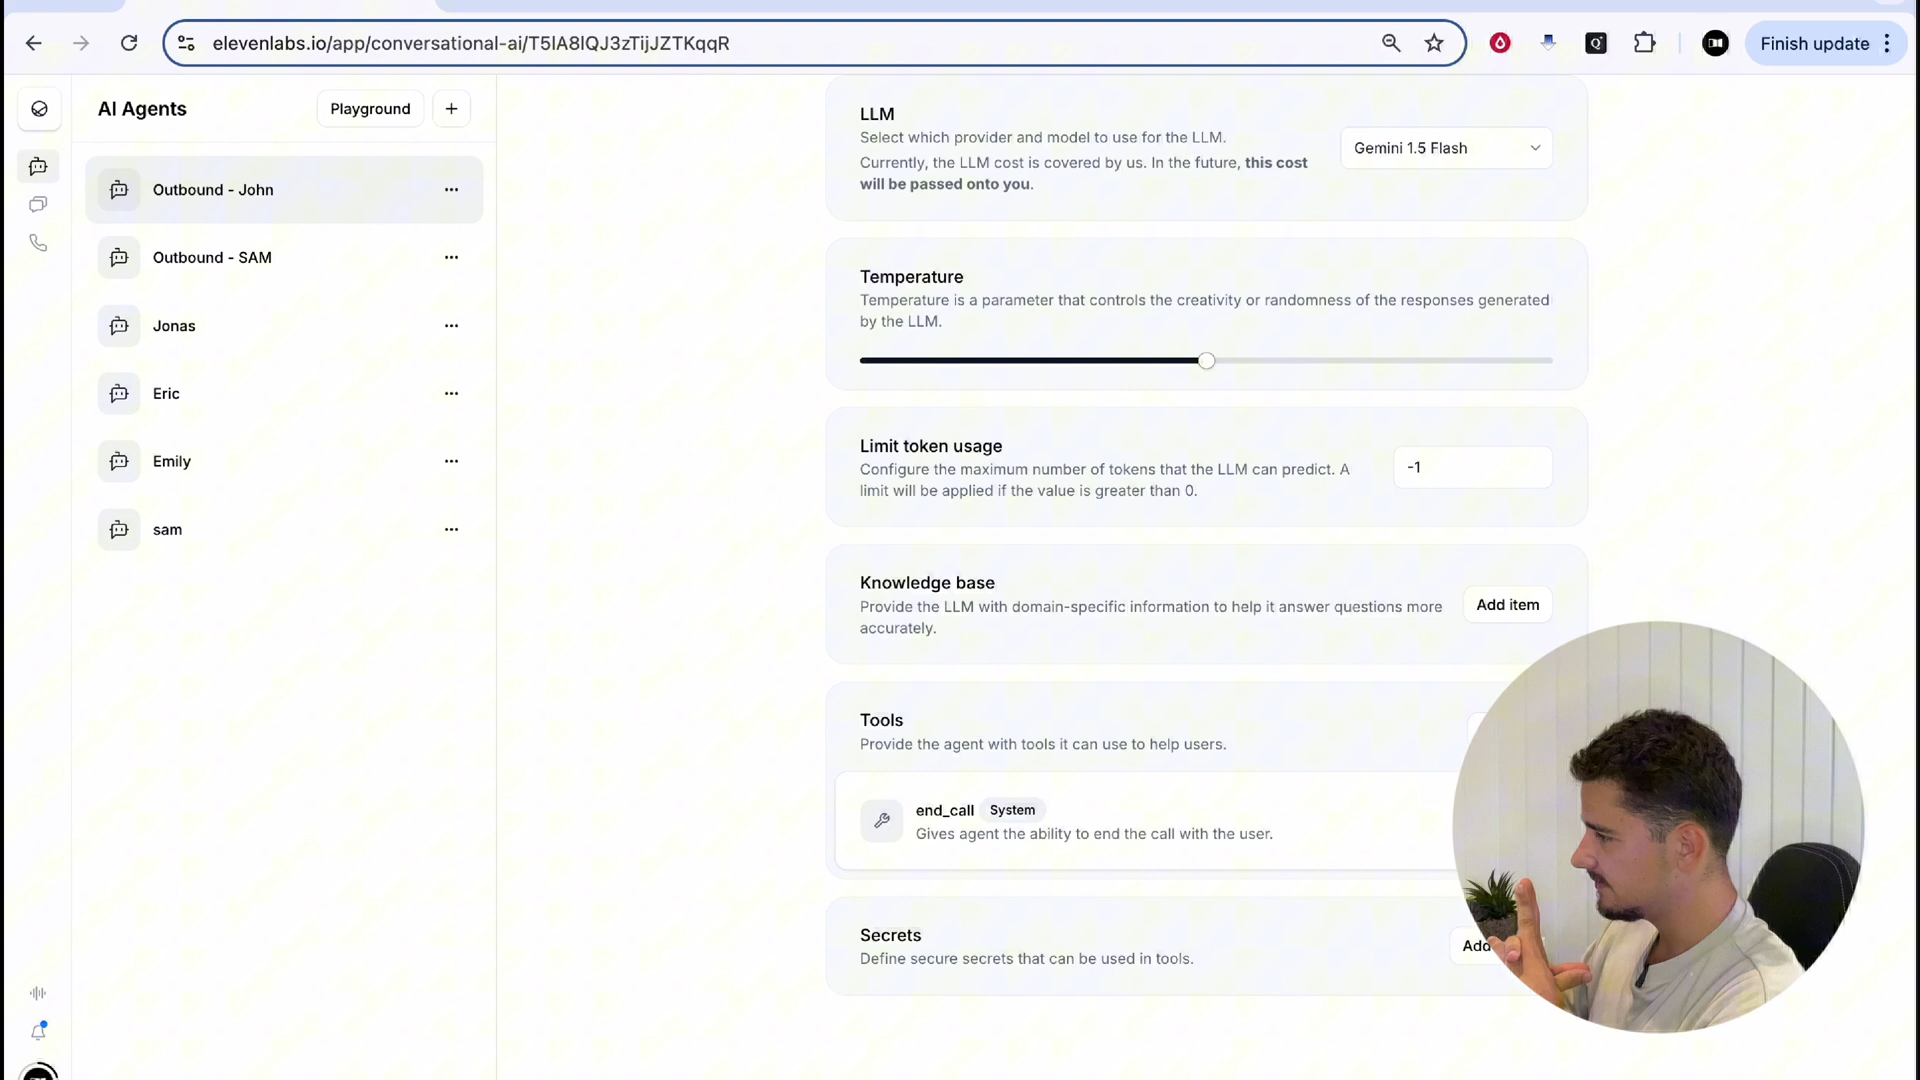 elevenlabs.io/app/conversational-ai/T5lA8lQJ3zTijJZTKqqR
Finish update
AI Agents
Playground
Outbound - John
Outbound - SAM
Jonas
Eric
Emily
sam
LLM
Select which provider and model to use for the LLM.
Currently, the LLM cost is covered by us. In the future, this cost
will be passed onto you.
Gemini 1.5 Flash
Temperature
Temperature is a parameter that controls the creativity or randomness of the responses generated
by the LLM.
Limit token usage
Configure the maximum number of tokens that the LLM can predict. A
limit will be applied if the value is greater than 0.
-1
Knowledge base
Provide the LLM with domain-specific information to help it answer questions more
accurately.
Add item
Tools
Provide the agent with tools it can use to help users.
end_call System
Gives agent the ability to end the call with the user.
Secrets
Define secure secrets that can be used in tools.
Add